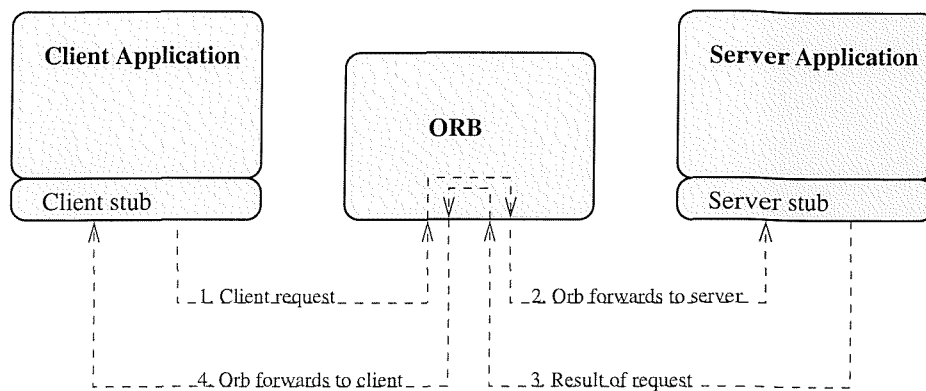 Client Application
Server Application
ORB
Client stub
Server stub
1. Client request
2. Orb forwards to server
4. Orb forwards to client
3. Result of request